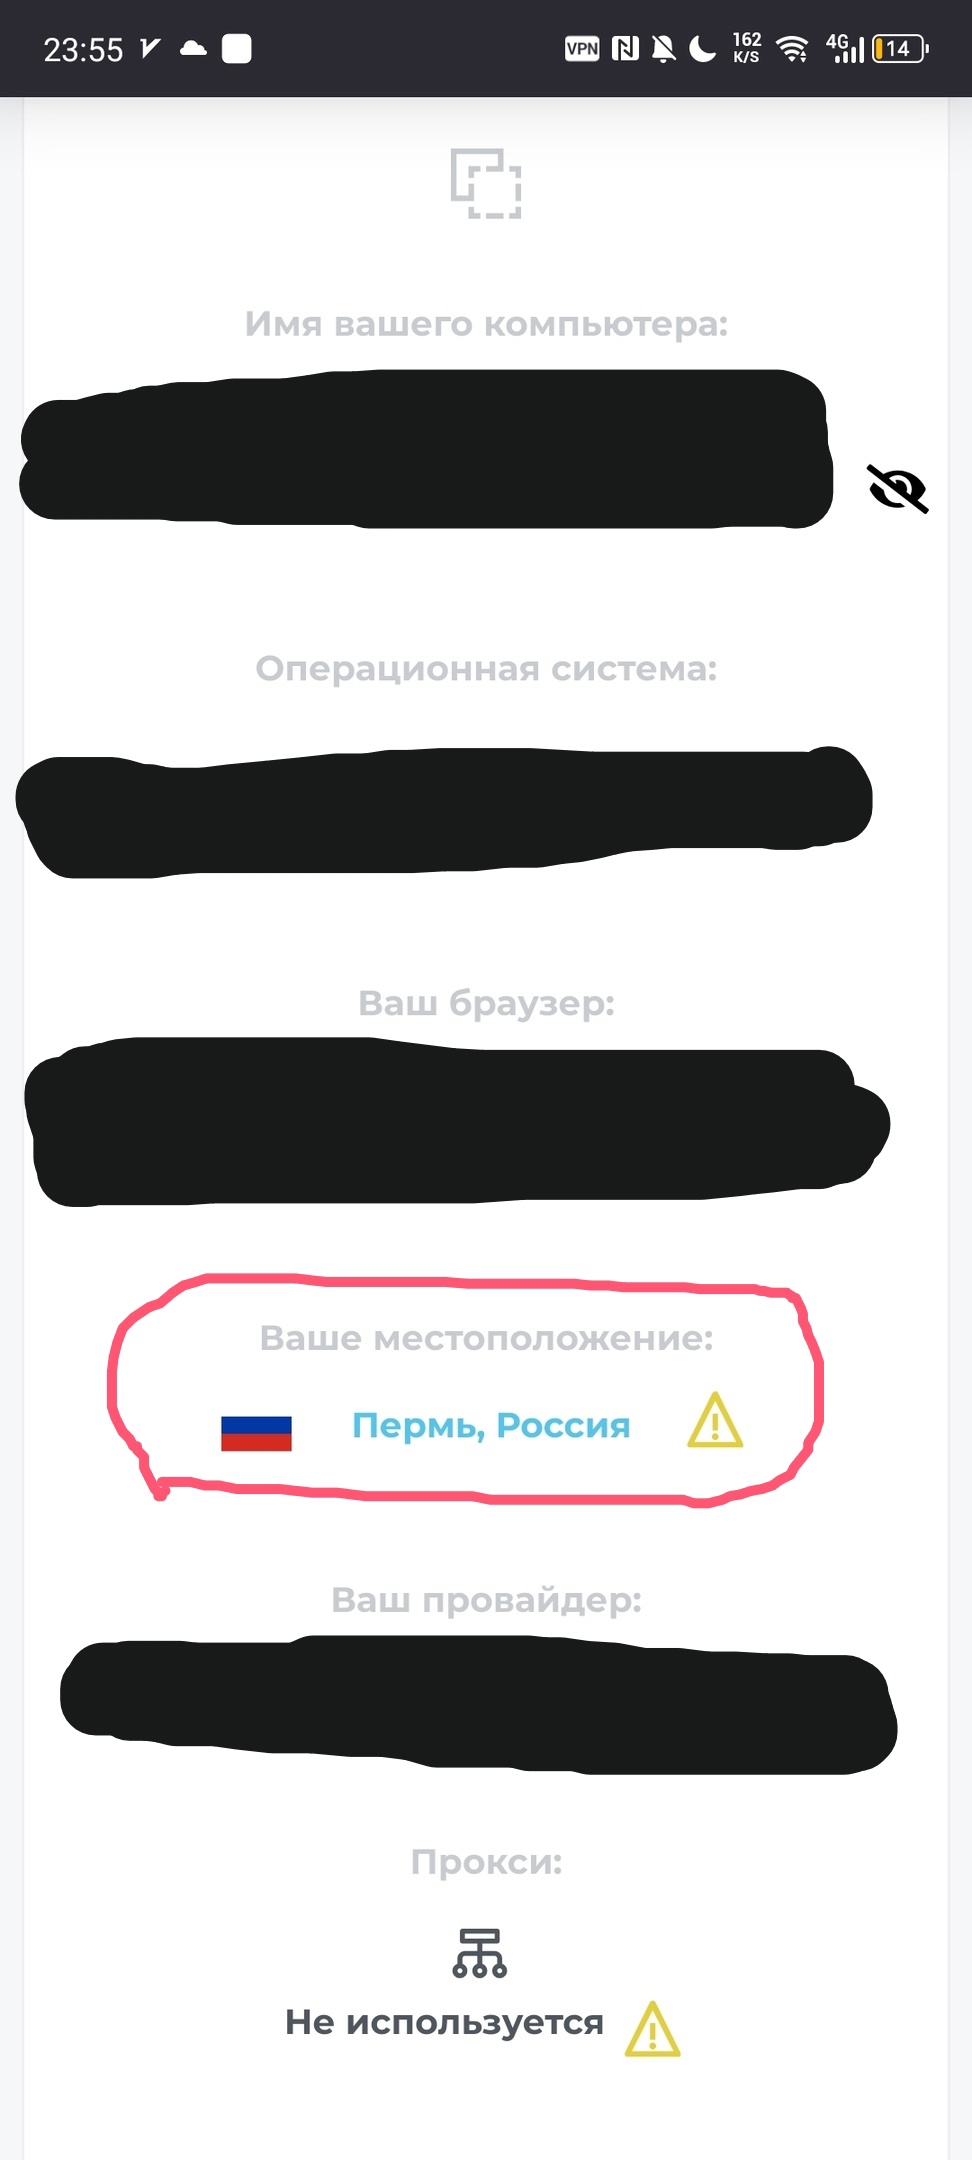 23:55
VPN
162
K/S
4G
14
Имя вашего компьютера:
Операционная система:
Ваш браузер:
Ваше местоположение:
Пермь, Россия
Ваш провайдер:
Прокси:
Не используется